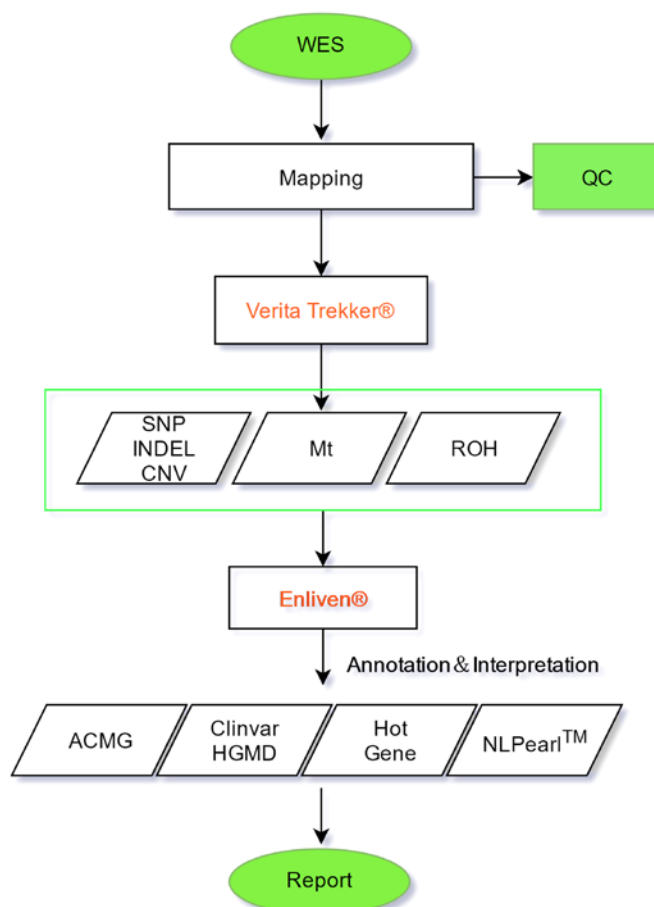 WES
Mapping
QC
Verita Trekker®
SNP
INDEL
CNV
Mt
ROH
Enliven®
Annotation&Interpretation
ACMG
Clinvar
HGMD
Hot
Gene
NLPearl™
Report